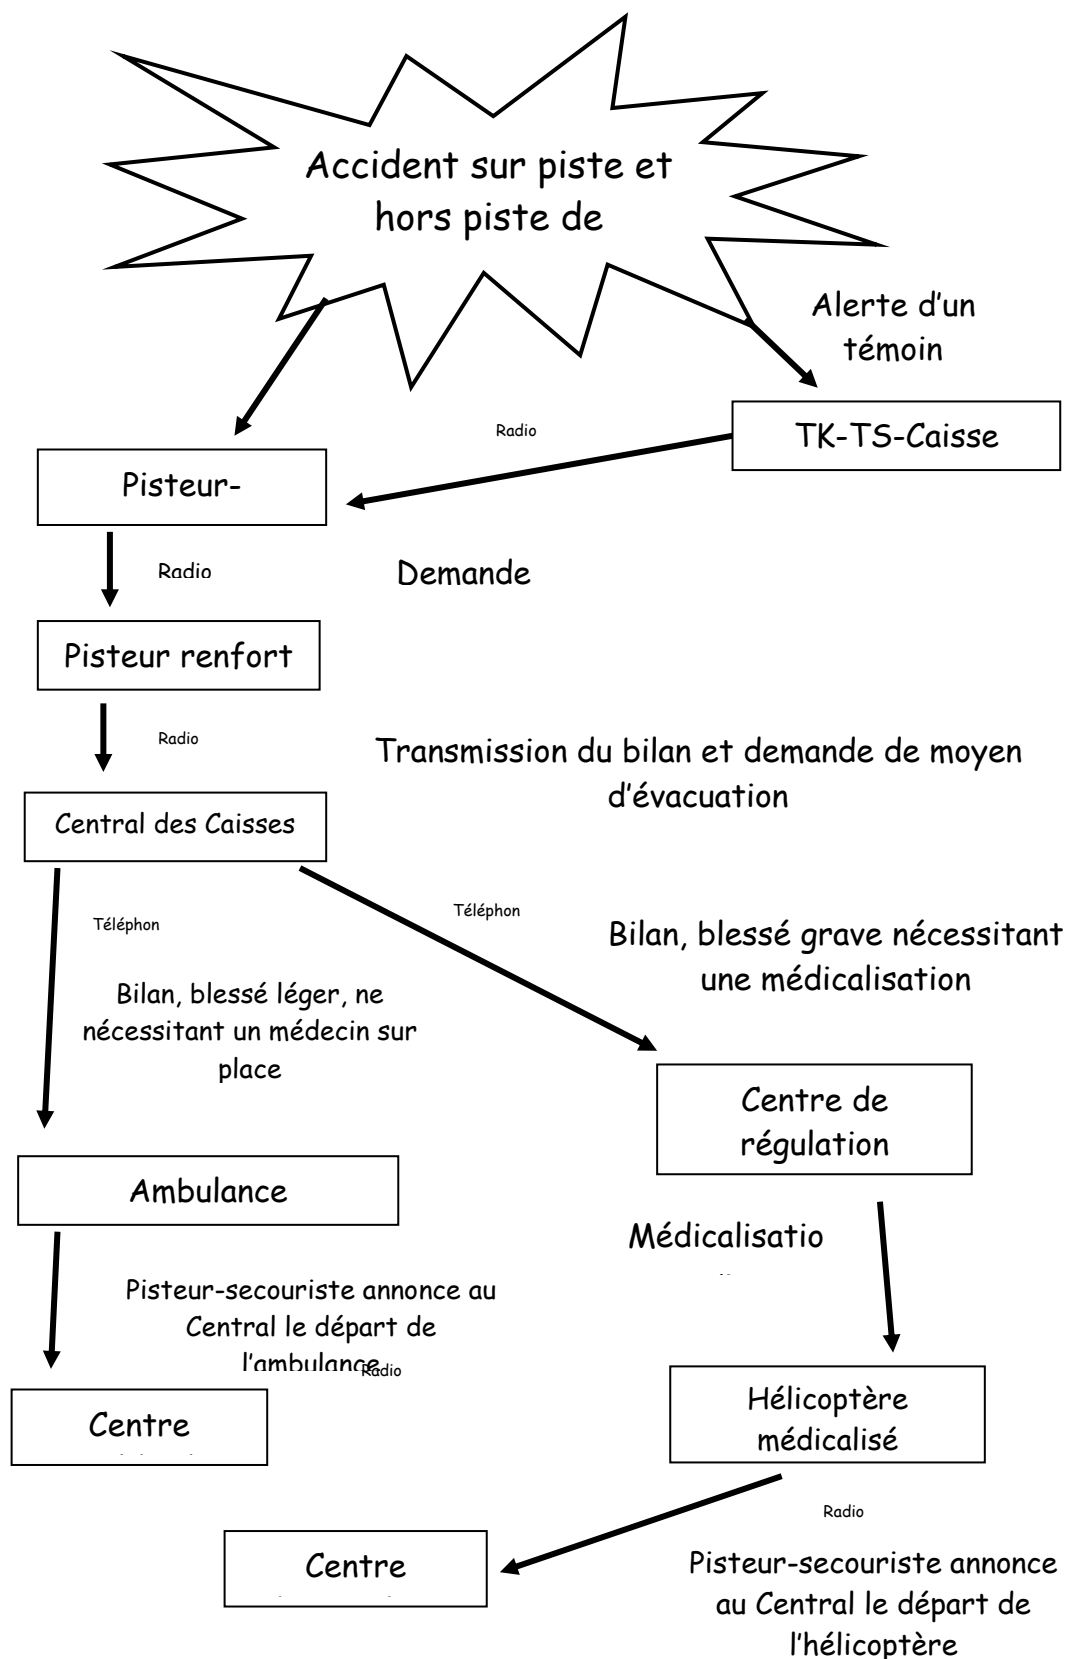 Accident sur piste et
hors piste de
Alerte d'un
témoin
TK-TS-Caisse
Radio
Pisteur-
Radio
Demande
Pisteur renfort
Radio
Transmission du bilan et demande de moyen
d'évacuation
Central des Caisses
Téléphon
Téléphon
Bilan, blessé grave nécessitant
une médicalisation
Bilan, blessé léger, ne
nécessitant un médecin sur
place
Centre de
régulation
Ambulance
Médicalisatio
Pisteur-secouriste annonce au
Central le départ de
l'ambulance
Radio
Hélicoptère
médicalisé
Centre
Radio
Centre
Pisteur-secouriste annonce
au Central le départ de
l'hélicoptère